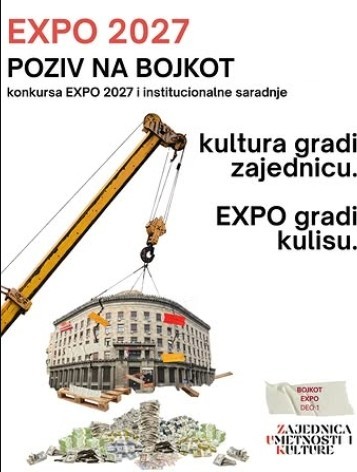 EXPO 2027
POZIV NA BOJKOT
konkursa EXPO 2027 i institucionalne saradnje
kultura gradi
zajednicu.
EXPO gradi
kulisu.
BOJKOT
EXPO
DEO 1
ZAJEDNICA
UMETNOSTI I
KULTURE